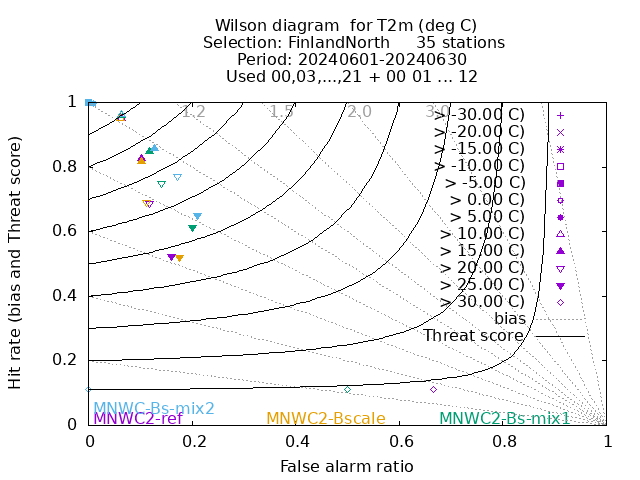 Wilson diagram  for T2m (deg C)
Selection: FinlandNorth     35 stations
Period: 20240601-20240630
Used 00,03,...,21 + 00 01 ... 12
Hit rate (bias and Threat score)
1
0.8
0.6
0.4
0.2
0
1.2 1.5 2.0 3.0
> -30.00 C)
> -20.00 C)
> -15.00 C)
> -10.00 C)
> -5.00 C)
> 0.00 C)
> 5.00 C)
> 10.00 C)
> 15.00 C)
> 20.00 C)
> 25.00 C)
> 30.00 C)
bias
Threat score
MNWC-Bs-mix2
MNWC2-ref MNWC2-Bscale MNWC2-Bs-mix1
0 0.2 0.4 0.6 0.8 1
False alarm ratio